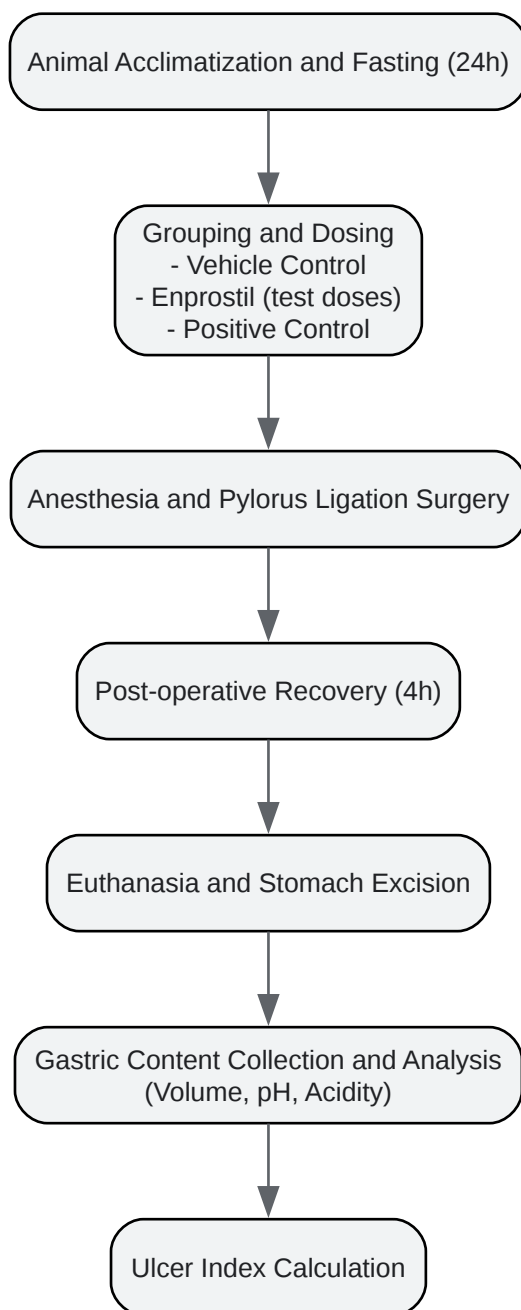 Animal Acclimatization and Fasting (24h)
Grouping and Dosing
- Vehicle Control
- Enprostil (test doses)
- Positive Control
Anesthesia and Pylorus Ligation Surgery
Post-operative Recovery (4h)
Euthanasia and Stomach Excision
Gastric Content Collection and Analysis
(Volume, pH, Acidity)
Ulcer Index Calculation